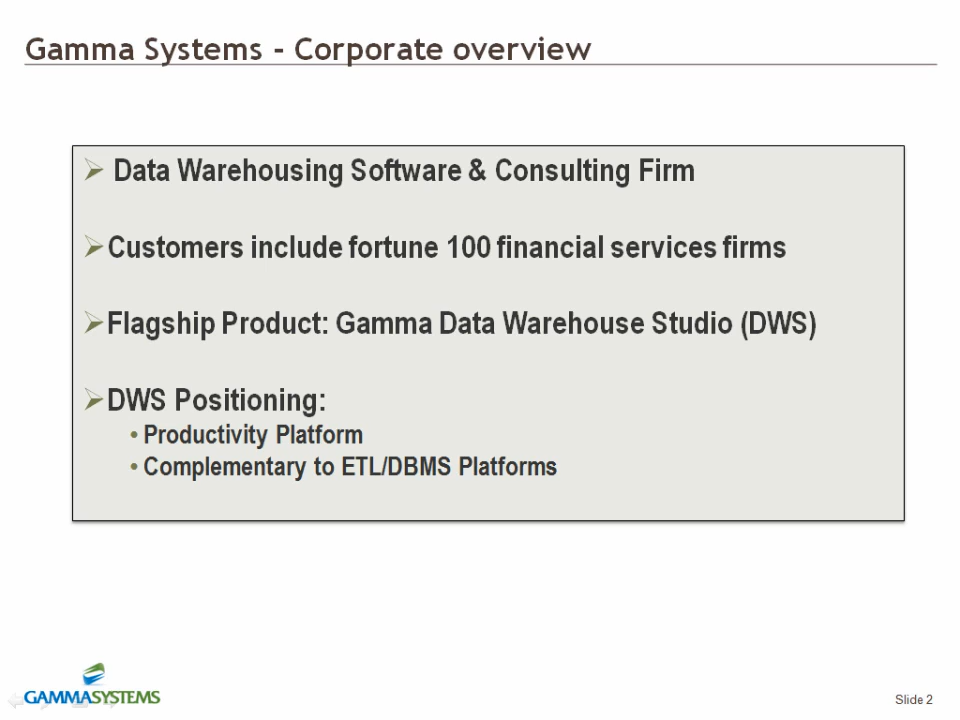 Gamma Systems - Corporate overview
Data Warehousing Software & Consulting Firm
Customers include fortune 100 financial services firms
Flagship Product: Gamma Data Warehouse Studio (DWS)
DWS Positioning:
• Productivity Platform
• Complementary to ETL/DBMS Platforms
GAMMASYSTEMS
Slide 2